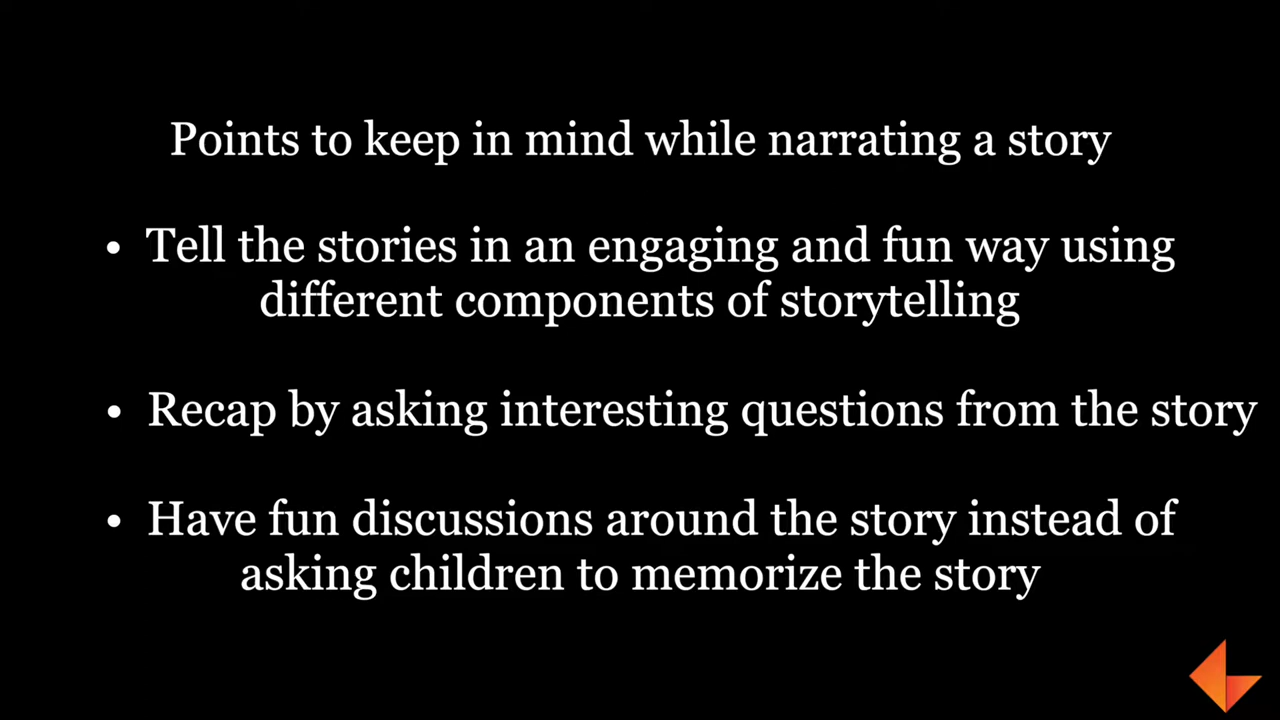 Points to keep in mind while narrating a story
• Tell the stories in an engaging and fun way using
different components of storytelling
• Recap by asking interesting questions from the story
• Have fun discussions around the story instead of
asking children to memorize the story